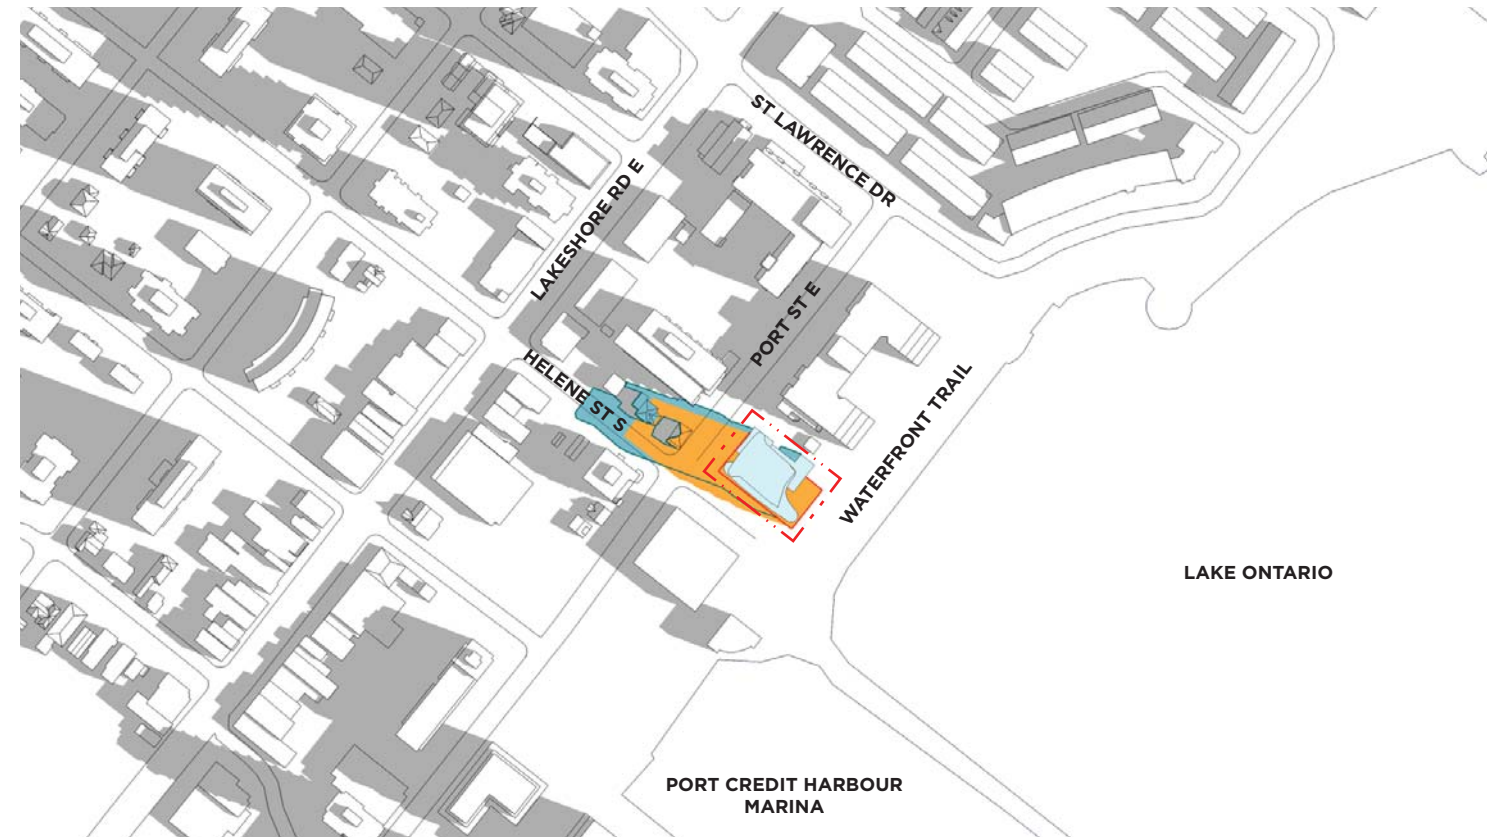 ST LAWRENCE DR
LAKESHORE RD E
PORT ST E
HELENE ST S
WATERFRONT TRAIL
LAKE ONTARIO
PORT CREDIT HARBOUR
MARINA